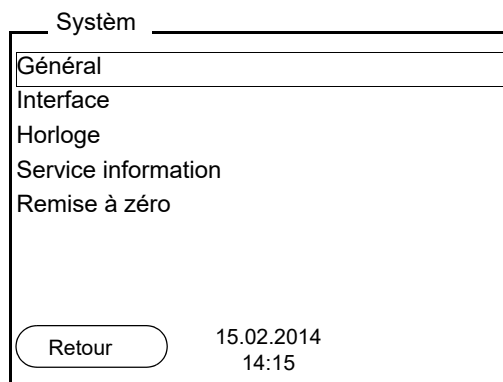 Systèm
Général
Interface
Horloge
Service information
Remise à zéro
Retour
15.02.2014
14:15